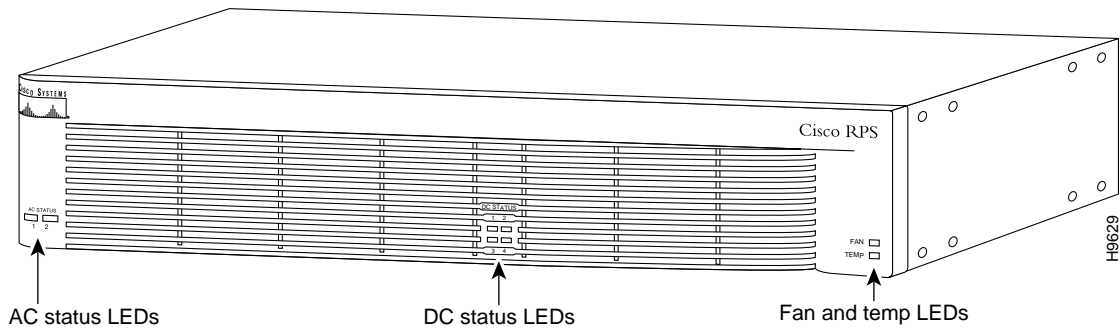 CISCO SYSTEMS
Cisco RPS
AC STATUS
1 2
DC STATUS
1 2
3 4
FAN
TEMP
H9629
AC status LEDs
DC status LEDs
Fan and temp LEDs